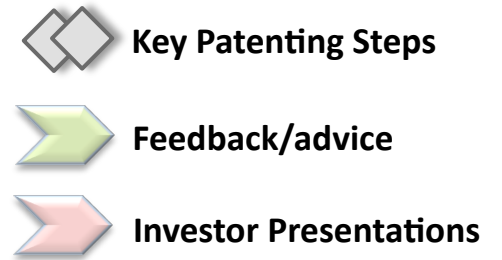 Key Patenting Steps
Feedback/advice
Investor Presentations